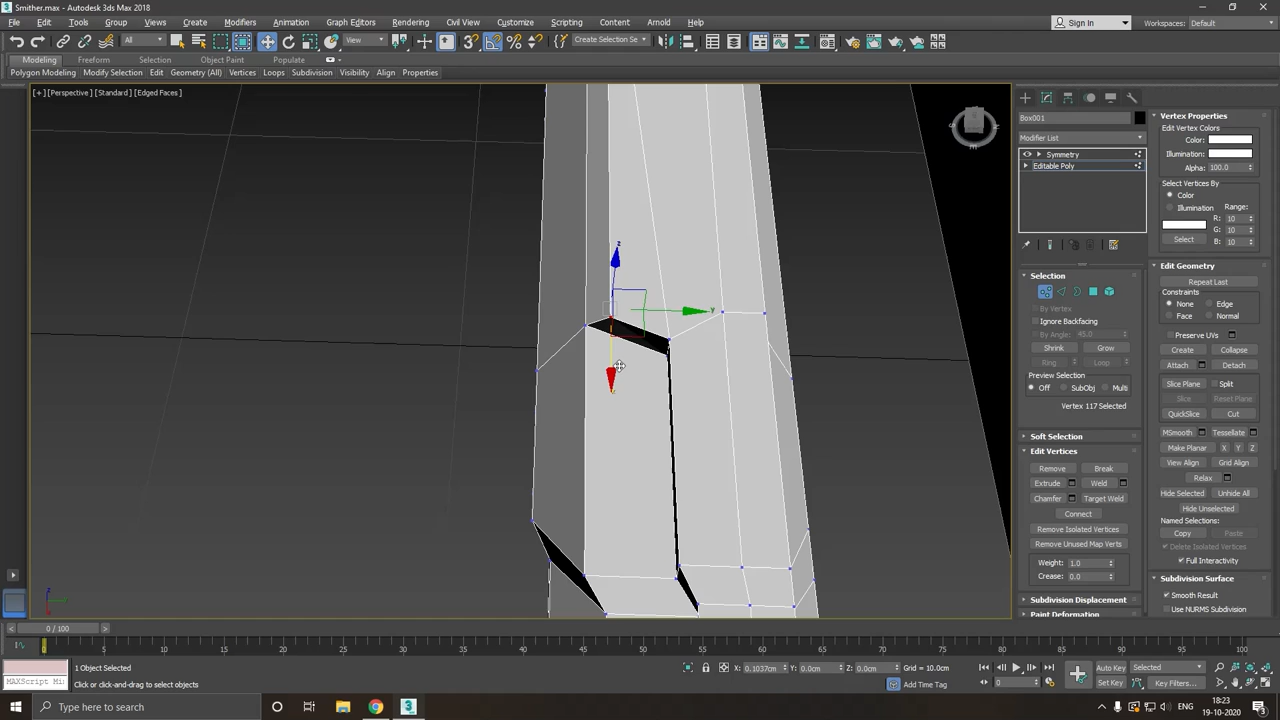 Smither.max - Autodesk 3ds Max 2018
File Edit Tools Group Views Create Modifiers Animation Graph Editors Rendering Civil View Customize Scripting Content Arnold Help
Sign In Workspaces: Default
All View Create Selection Se
Modeling Freeform Selection Object Paint Populate
Polygon Modeling Modify Selection Edit Geometry (All) Vertices Loops Subdivision Visibility Align Properties
[+] [Perspective] [Standard] [Edged Faces]
Box001
Modifier List
Symmetry
Editable Poly
Selection
By Vertex
Ignore Backfacing
By Angle: 45.0
Shrink Grow
Ring Loop
Preview Selection
Off SubObj Multi
Vertex 117 Selected
Soft Selection
Edit Vertices
Remove Break
Extrude Weld
Chamfer Target Weld
Connect
Remove Isolated Vertices
Remove Unused Map Verts
Weight: 1.0
Crease: 0.0
Subdivision Displacement
Paint Deformation
Vertex Properties
Edit Vertex Colors
Color:
Illumination:
Alpha: 100.0
Select Vertices By
Color
Illumination Range:
R: 10
G: 10
Select B: 10
Edit Geometry
Repeat Last
Constraints
None Edge
Face Normal
Preserve UVs
Create Collapse
Attach Detach
Slice Plane Split
Slice Reset Plane
QuickSlice Cut
MSmooth Tessellate
Make Planar X Y Z
View Align Grid Align
Relax
Hide Selected Unhide All
Hide Unselected
Named Selections:
Copy Paste
Delete Isolated Vertices
Full Interactivity
Subdivision Surface
Smooth Result
Use NURMS Subdivision
z
y
0 / 100
0 5 10 15 20 25 30 35 40 45 50 55 60 65 70 75 80 85 90 95 100
1 Object Selected
MAXScript Mi
Click or click-and-drag to select objects
X: 0.1037cm Y: 0.0cm Z: 0.0cm Grid = 10.0cm
Add Time Tag
0
Auto Key Selected
Set Key Key Filters...
Type here to search
ENG
18:23
19-10-2020
3